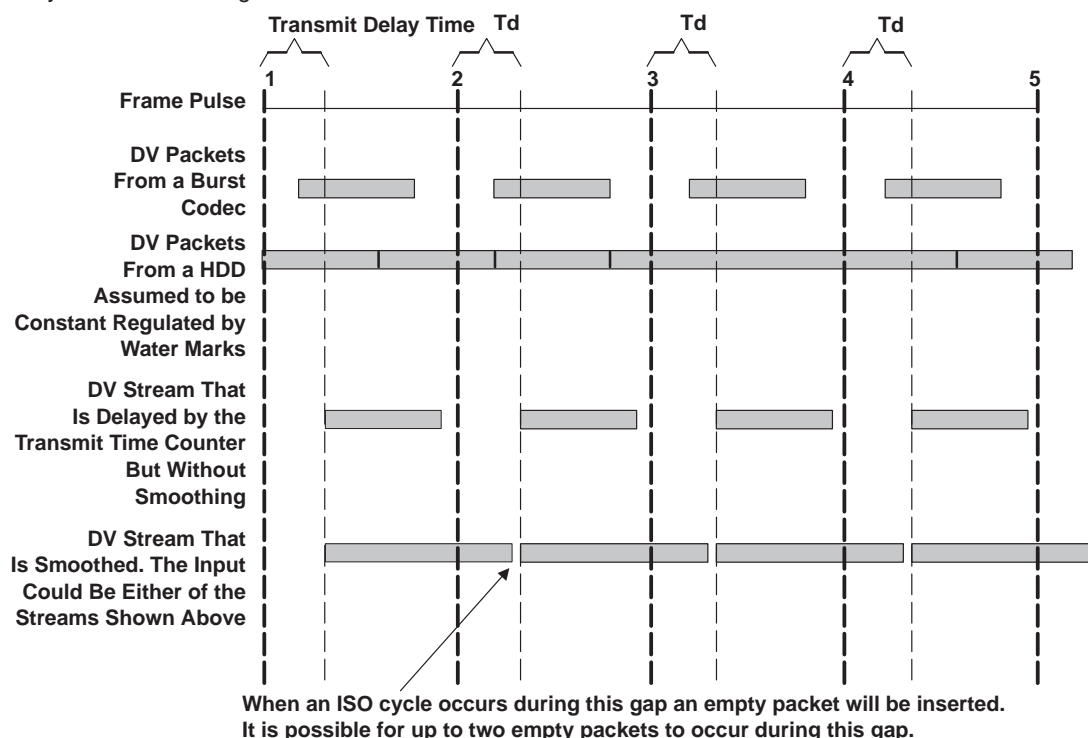 Transmit Delay Time Td Td Td
1 2 3 4 5
Frame Pulse
DV Packets
From a Burst
Codec
DV Packets
From a HDD
Assumed to be
Constant Regulated by
Water Marks
DV Stream That
Is Delayed by the
Transmit Time Counter
But Without
Smoothing
DV Stream That
Is Smoothed. The Input
Could Be Either of the
Streams Shown Above
When an ISO cycle occurs during this gap an empty packet will be inserted.
It is possible for up to two empty packets to occur during this gap.